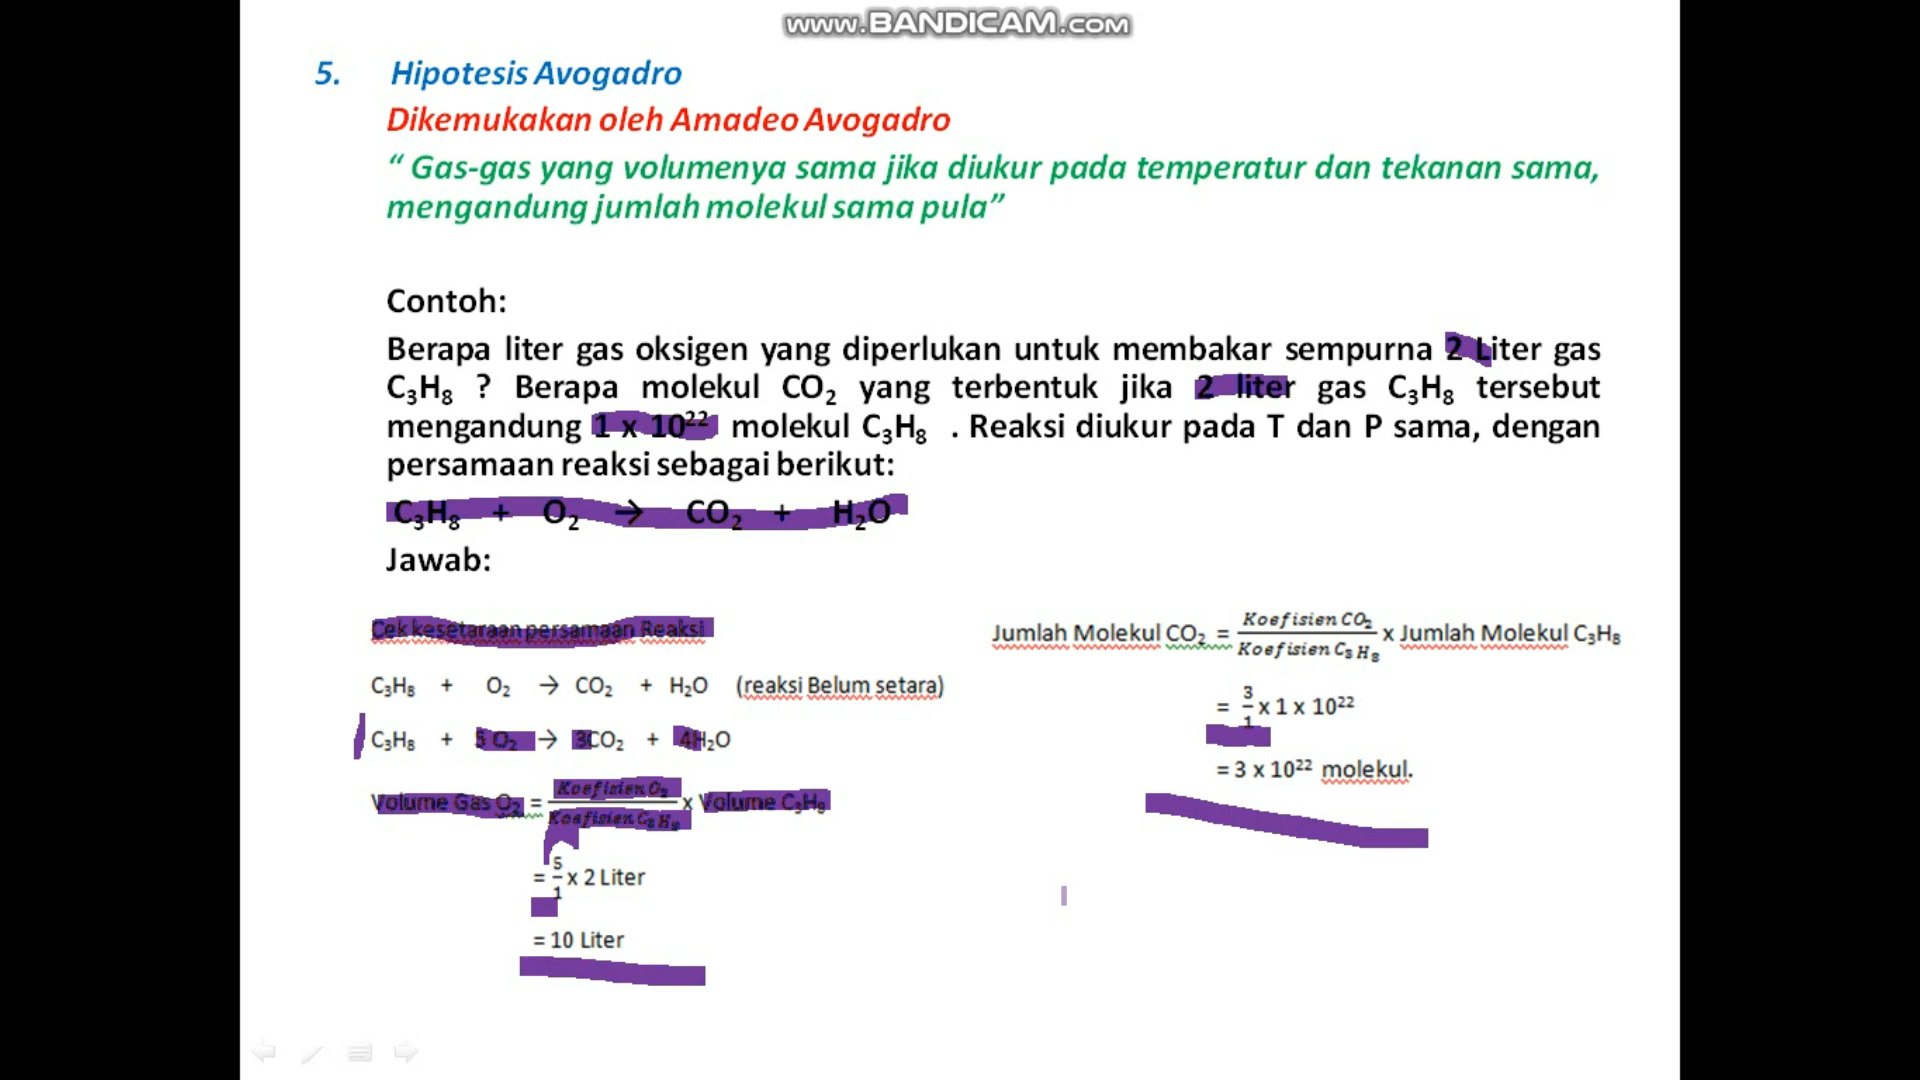 www.BANDICAM.COM
5. Hipotesis Avogadro
Dikemukakan oleh Amadeo Avogadro
“ Gas-gas yang volumenya sama jika diukur pada temperatur dan tekanan sama,
mengandung jumlah molekul sama pula”
Contoh:
Berapa liter gas oksigen yang diperlukan untuk membakar sempurna 2 Liter gas
C₃H₈ ? Berapa molekul CO₂ yang terbentuk jika 2 liter gas C₃H₈ tersebut
mengandung 1 x 10²² molekul C₃H₈ . Reaksi diukur pada T dan P sama, dengan
persamaan reaksi sebagai berikut:
C₃H₈ + O₂ → CO₂ + H₂O
Jawab:
Cek kesetaraan persamaan Reaksi
C₃H₈ + O₂ → CO₂ + H₂O (reaksi Belum setara)
C₃H₈ + 5 O₂ → 3CO₂ + 4H₂O
Volume Gas O₂ = Koefisien O₂ / Koefisien C₃H₈ x Volume C₃H₈
= 5/1 x 2 Liter
= 10 Liter
Jumlah Molekul CO₂ = Koefisien CO₂ / Koefisien C₃H₈ x Jumlah Molekul C₃H₈
= 3/1 x 1 x 10²²
= 3 x 10²² molekul.